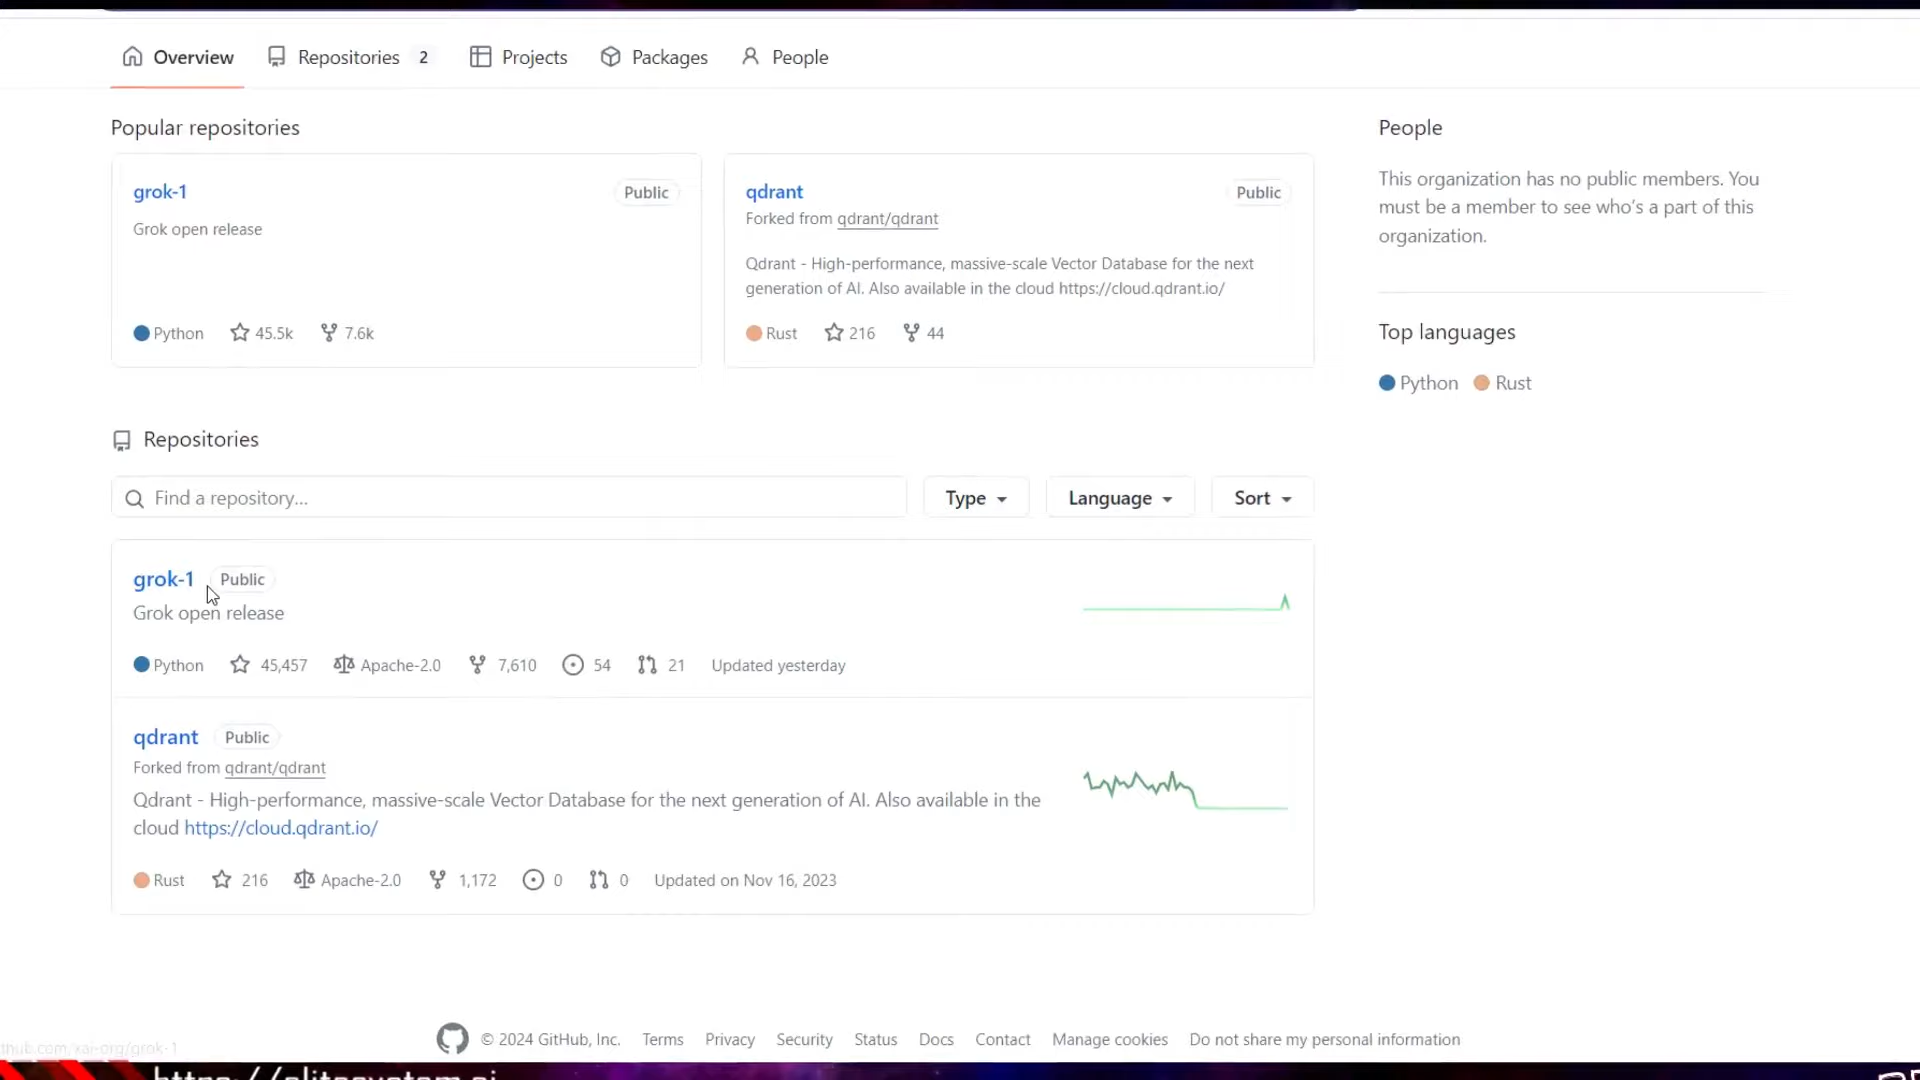 Overview Repositories 2 Projects Packages People
Popular repositories
grok-1 Public
Grok open release
Python 45.5k 7.6k
qdrant Public
Forked from qdrant/qdrant
Qdrant - High-performance, massive-scale Vector Database for the next
generation of AI. Also available in the cloud https://cloud.qdrant.io/
Rust 216 44
People
This organization has no public members. You
must be a member to see who's a part of this
organization.
Top languages
Python Rust
Repositories
Find a repository...
Type Language Sort
grok-1 Public
Grok open release
Python 45,457 Apache-2.0 7,610 54 21 Updated yesterday
qdrant Public
Forked from qdrant/qdrant
Qdrant - High-performance, massive-scale Vector Database for the next generation of AI. Also available in the
cloud https://cloud.qdrant.io/
Rust 216 Apache-2.0 1,172 0 0 Updated on Nov 16, 2023
© 2024 GitHub, Inc. Terms Privacy Security Status Docs Contact Manage cookies Do not share my personal information
thub.com/xai-org/grok-1